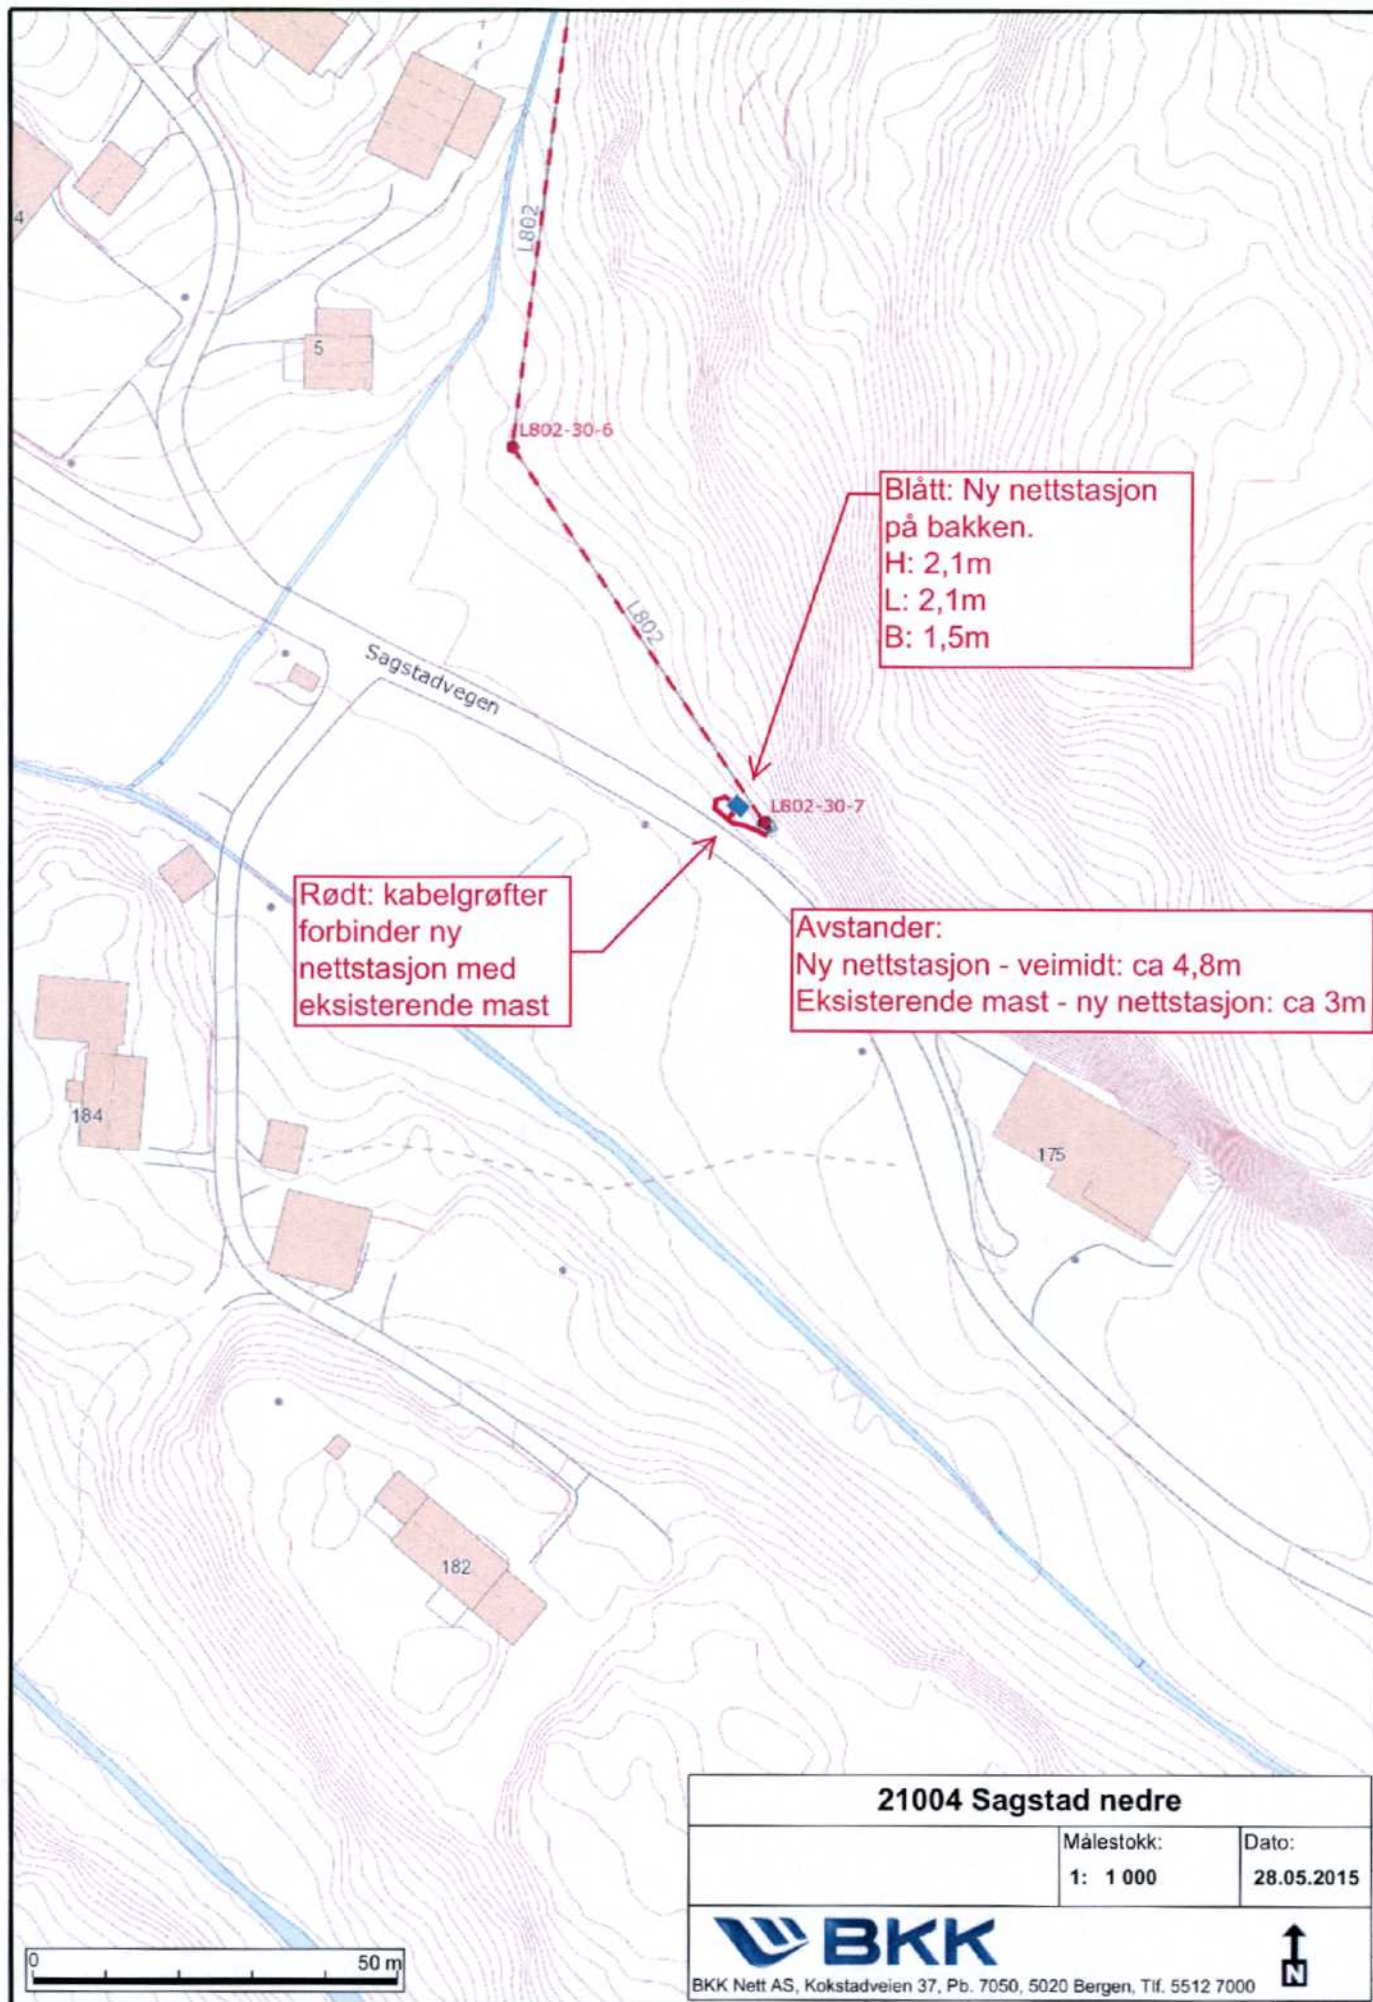 4
L802
5
L802-30-6
Blått: Ny nettstasjon
på bakken.
H: 2,1m
L: 2,1m
B: 1,5m
L802
Sagstadvegen
L802-30-7
Rødt: kabelgrøfter
forbinder ny
nettstasjon med
eksisterende mast
Avstander:
Ny nettstasjon - veimidt: ca 4,8m
Eksisterende mast - ny nettstasjon: ca 3m
184
175
182
21004 Sagstad nedre
Målestokk:
1: 1 000
Dato:
28.05.2015
BKK
BKK Nett AS, Kokstadveien 37, Pb. 7050, 5020 Bergen, Tlf. 5512 7000
N
0 50 m